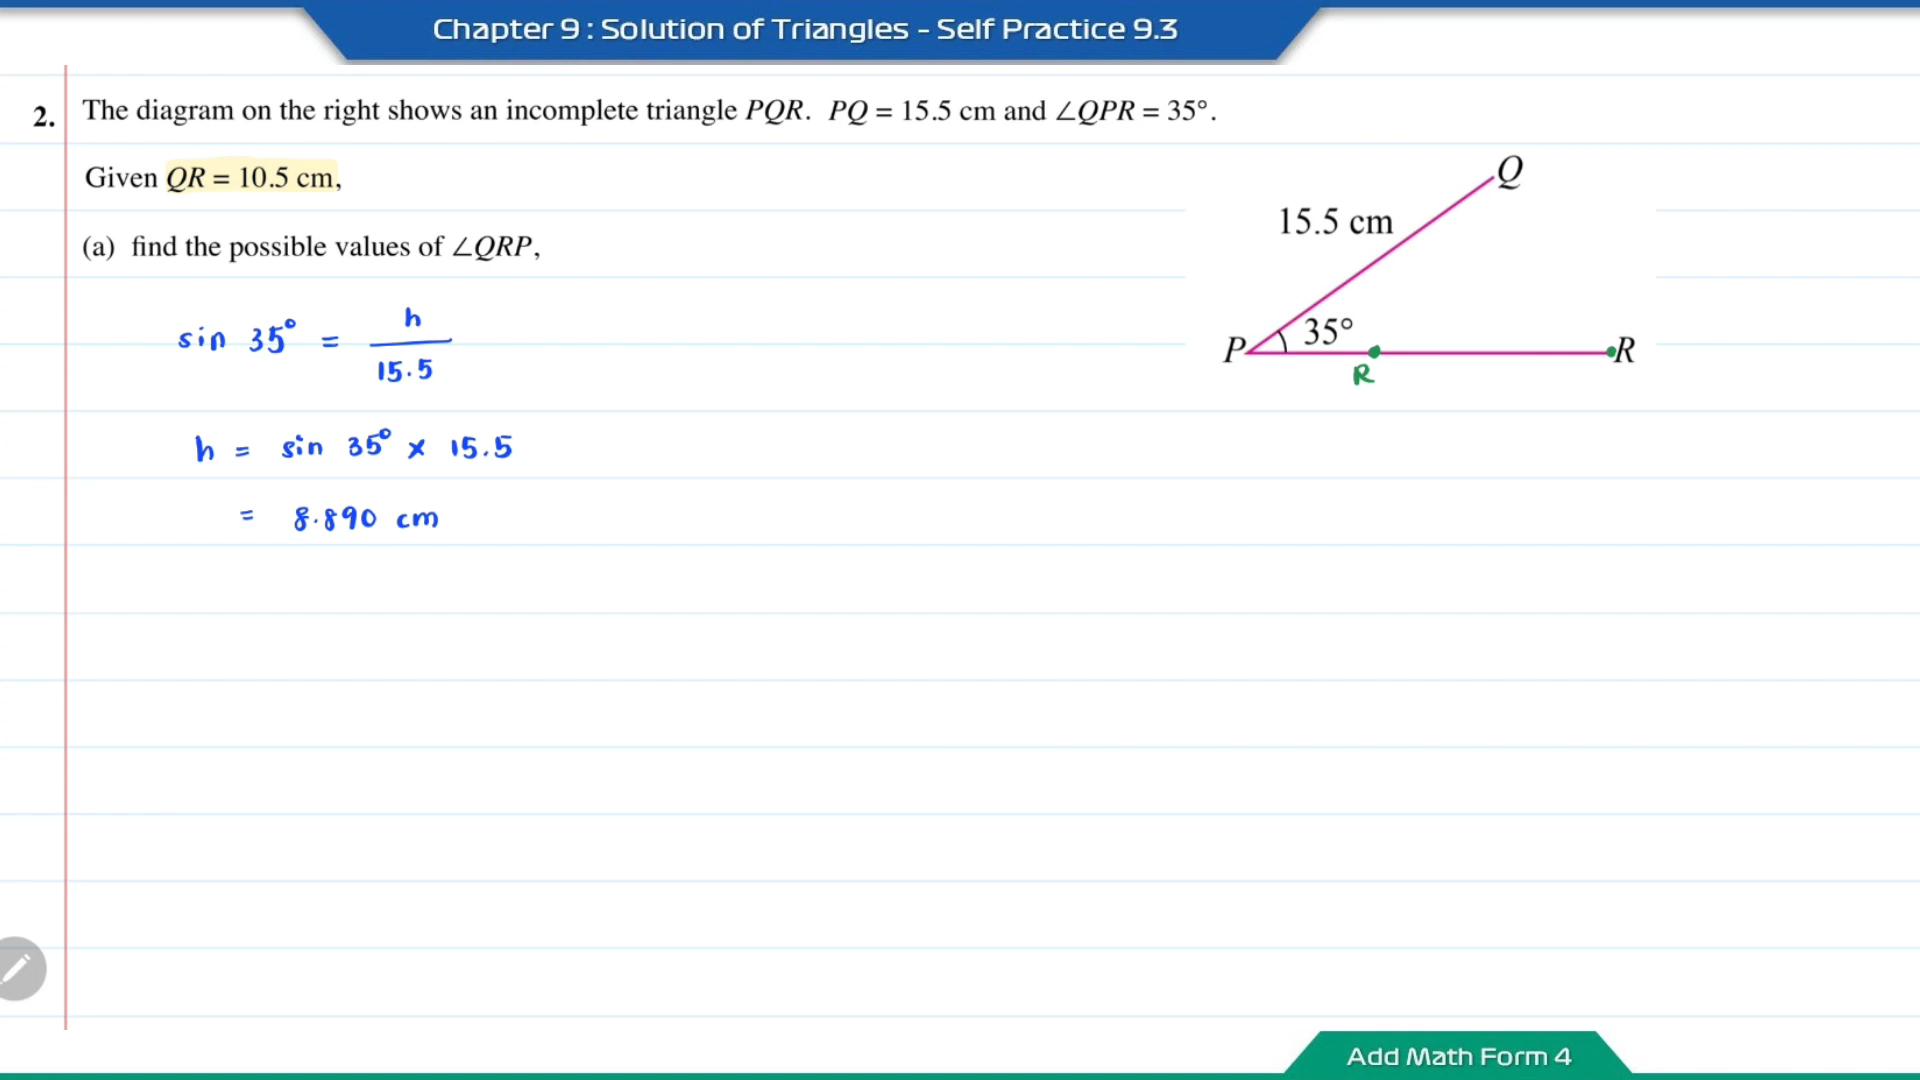 Chapter 9 : Solution of Triangles - Self Practice 9.3
2. The diagram on the right shows an incomplete triangle PQR. PQ = 15.5 cm and ∠QPR = 35°.
Given QR = 10.5 cm,
(a) find the possible values of ∠QRP,
sin 35° = h / 15.5
h = sin 35° × 15.5
= 8.890 cm
Q
15.5 cm
35°
P
R
R
Add Math Form 4